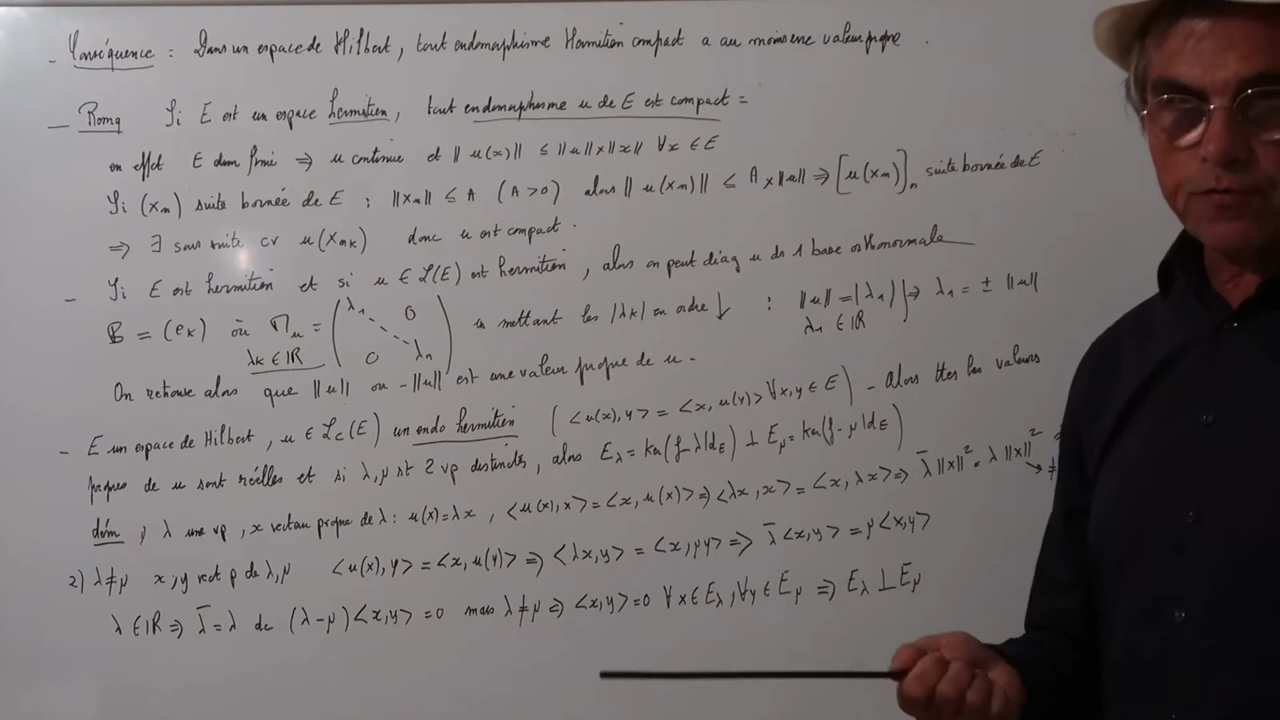 - Conséquence : Dans un espace de Hilbert, tout endomorphisme Hermitien compact a au moins une valeur propre.
- Remq Si E est un espace hermitien, tout endomorphisme u de E est compact =
en effet E dim finie ⇒ u continue et ||u(x)|| ≤ ||u|| × ||x|| ∀x ∈ E
Si (xₙ) suite bornée de E : ||xₙ|| ≤ A (A>0) alors || u(xₙ)|| ≤ A × ||u|| ⇒ [u(xₙ)]ₙ suite bornée de E
⇒ ∃ sous suite cv u(xₙₖ) donc u est compact.
- Si E est hermitien et si u ∈ ℒ(E) est hermitien, alors on peut diag u ds 1 base orthonormale
B = (eₖ) où Mᵤ = (λ₁ 0 0 λₙ) en mettant les |λₖ| en ordre ↓ : ||u|| = |λ₁| ⇒ λ₁ = ± ||u||
λₖ ∈ ℝ λ₁ ∈ ℝ
On retrouve alors que ||u|| ou -||u|| est une valeur propre de u.
- E un espace de Hilbert, u ∈ ℒc(E) un endo hermitien (<u(x),y> = <x,u(y)> ∀x,y ∈ E) - Alors ttes les valeurs
propres de u sont réelles et si λ,μ st 2 vp distinctes, alors Eλ = ker(f-λIdE) ⊥ Eμ = ker(f-μIdE)
dém 1) λ une vp, x vecteur propre de λ : u(x)=λx, <u(x),x> = <x,u(x)> ⇒ <λx,x> = <x,λx> ⇒ λ̄||x||² = λ||x||²
2) λ≠μ x,y vect p de λ,μ <u(x),y> = <x,u(y)> ⇒ <λx,y> = <x,μy> ⇒ λ̄<x,y> = μ<x,y>
λ ∈ ℝ ⇒ λ̄ = λ dc (λ-μ)<x,y> = 0 mais λ≠μ ⇒ <x,y>=0 ∀x∈Eλ, ∀y∈Eμ ⇒ Eλ ⊥ Eμ